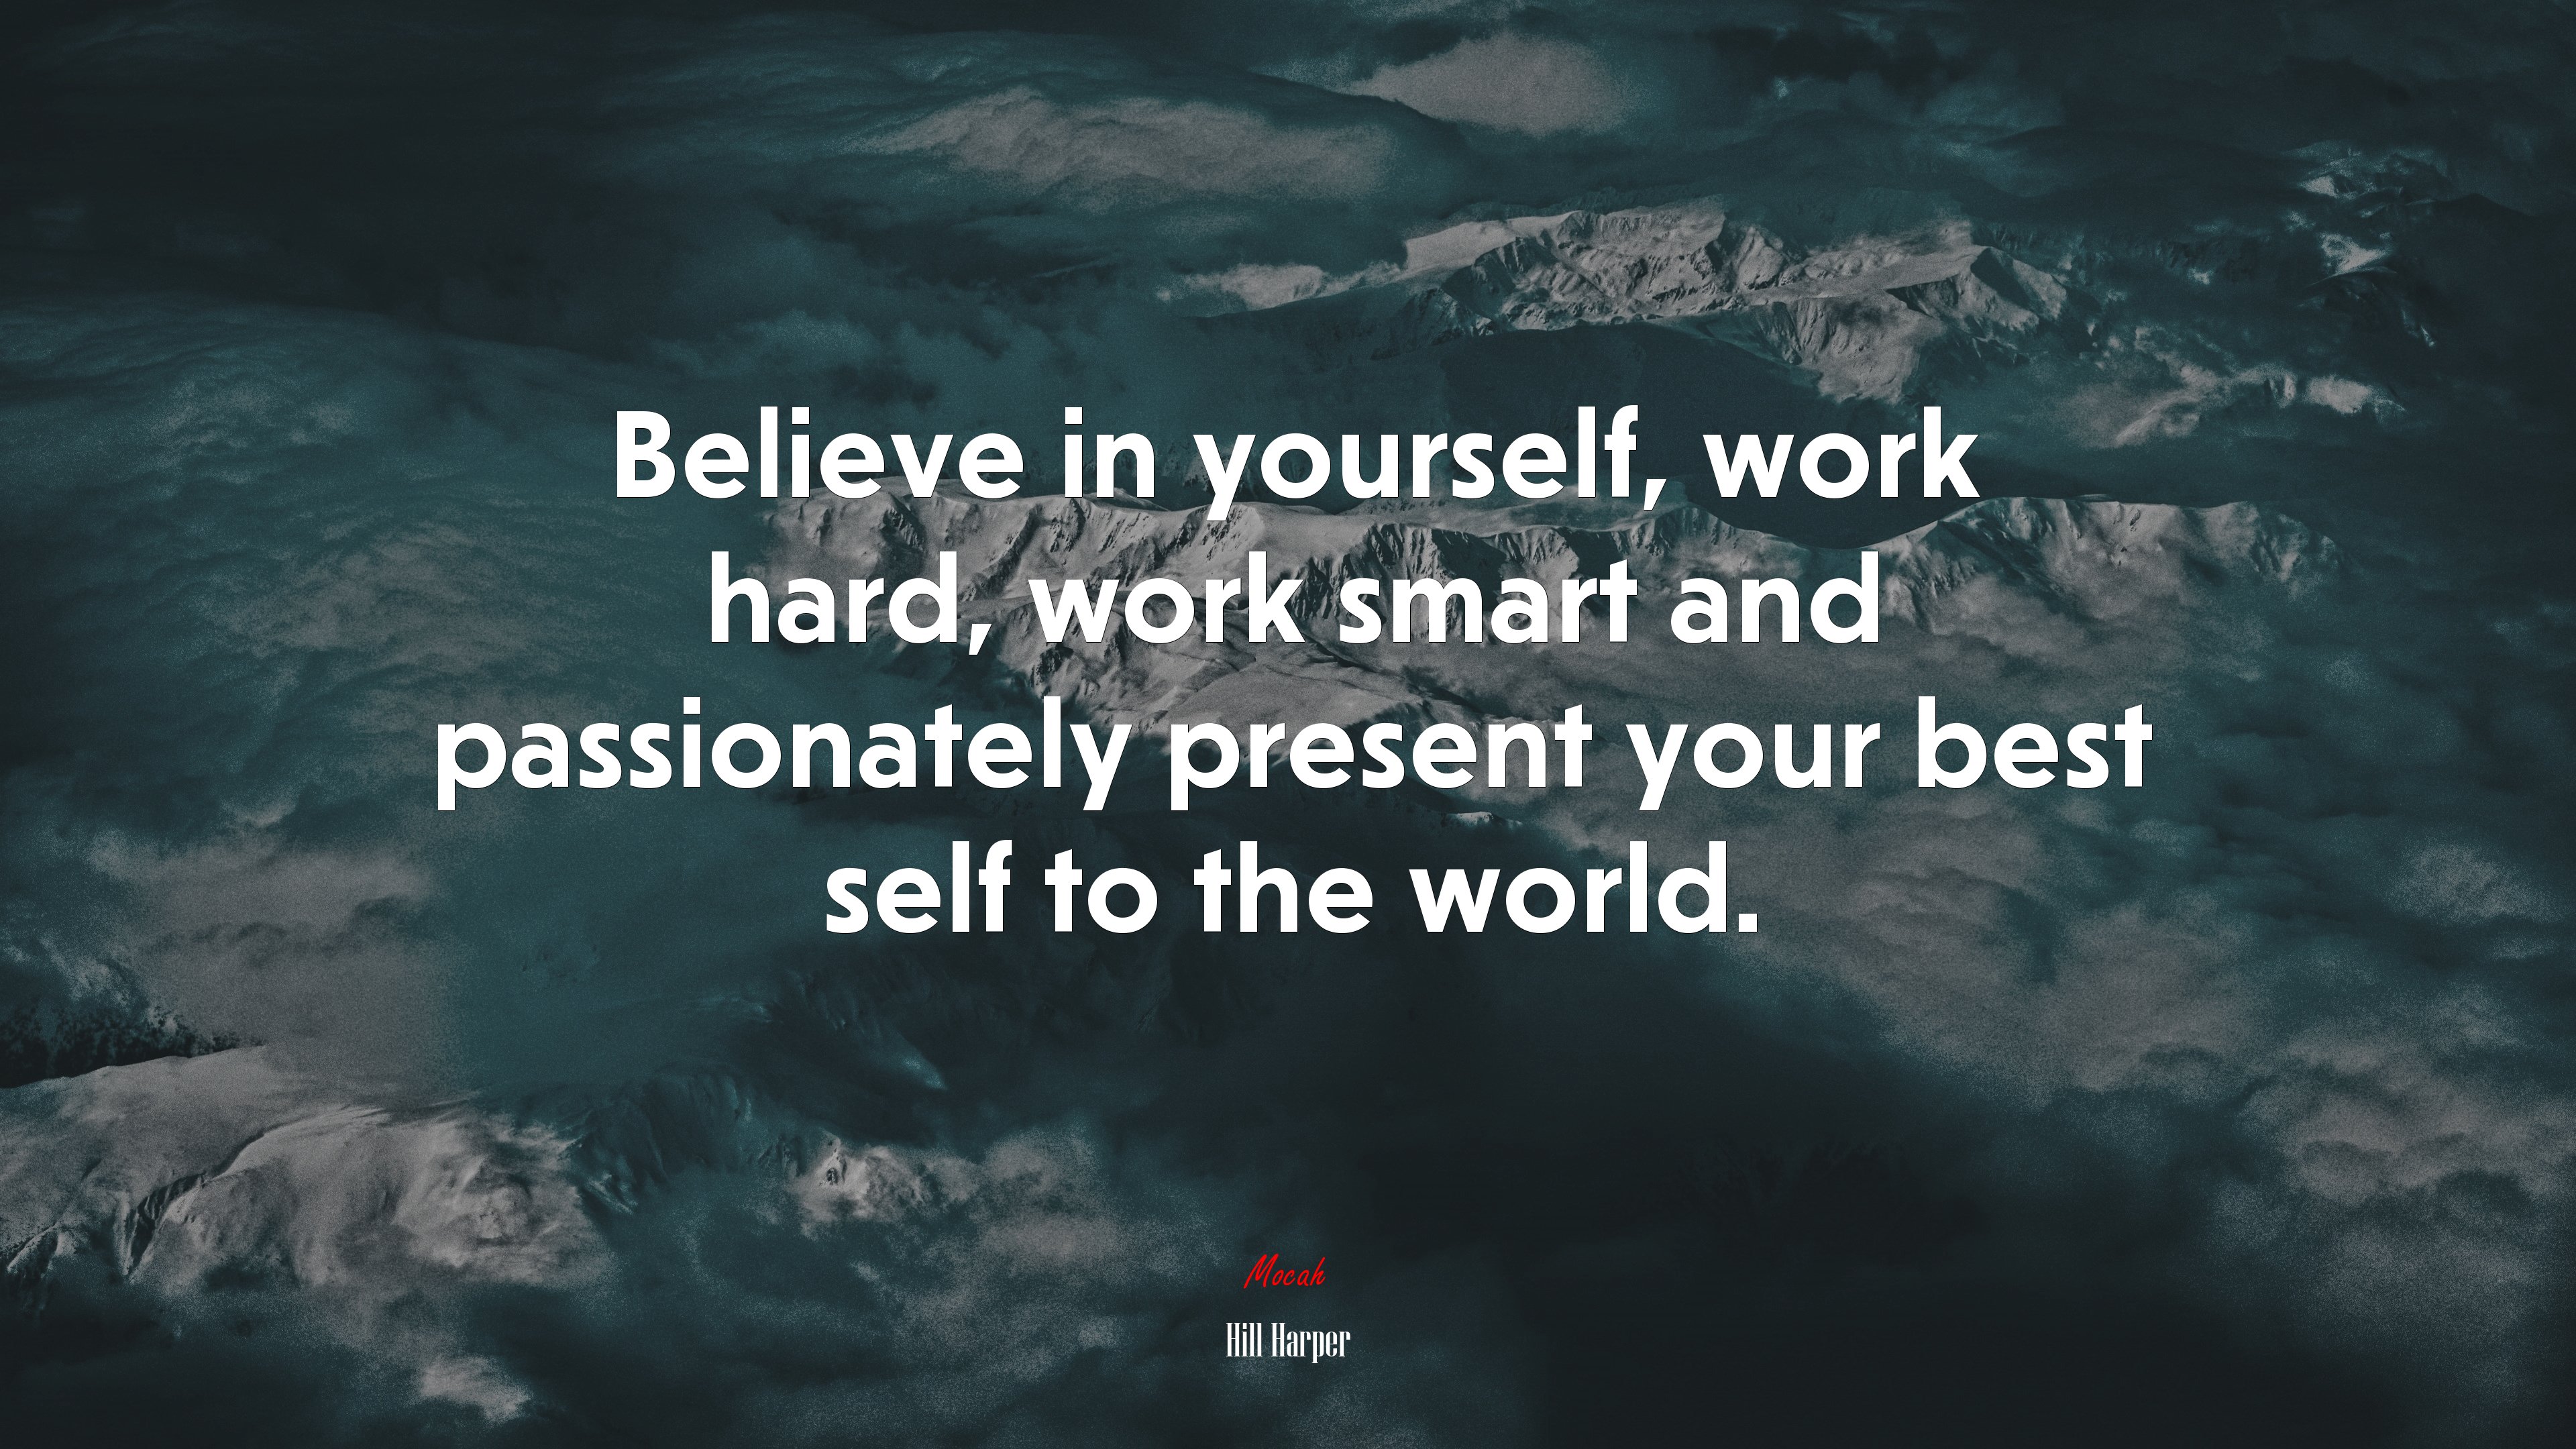 Believe in yourself, work
hard, work smart and
passionately present your best
self to the world.
Mocah
Hill Harper